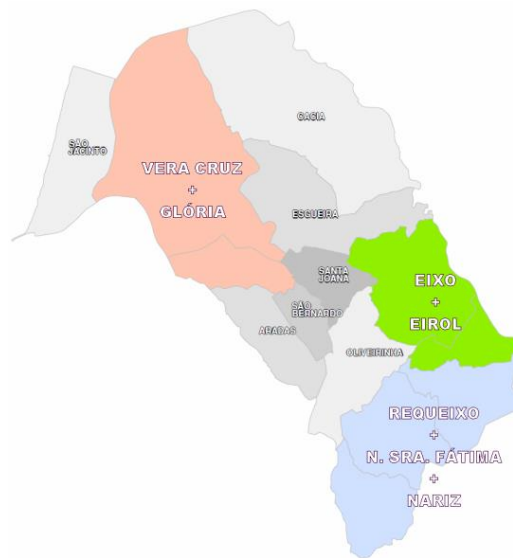 CACIA
SÃO
JACINTO
VERA CRUZ
+
GLÓRIA
ESGUEIRA
SANTA
JOANA
EIXO
+
EIROL
SÃO
BERNARDO
ARADAS
OLIVEIRINHA
REQUEIXO
+
N. SRA. FÁTIMA
+
NARIZ